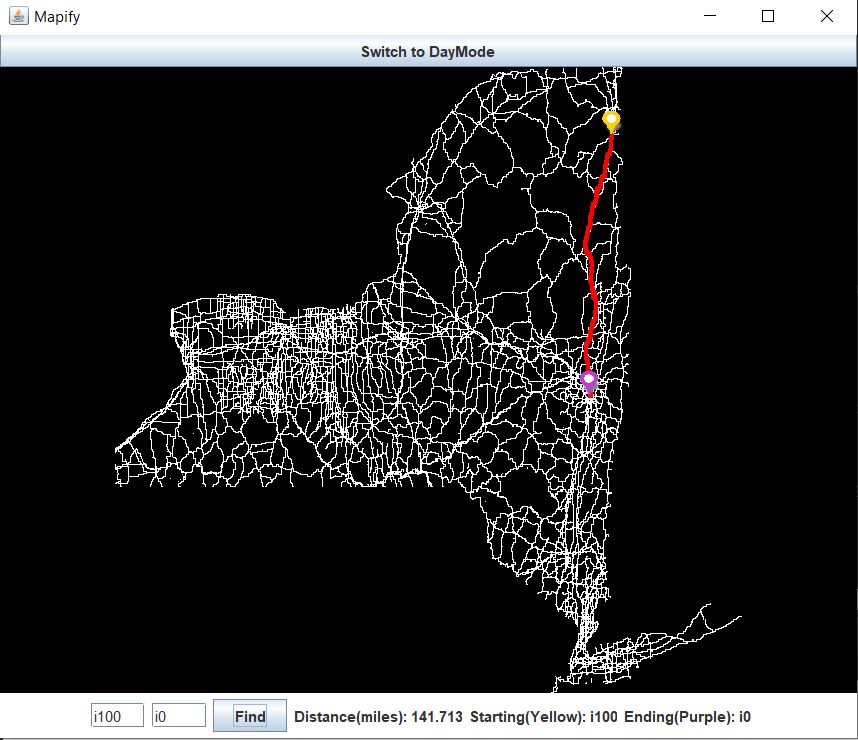 Mapify
Switch to DayMode
i100 i0 Find Distance(miles): 141.713 Starting(Yellow): i100 Ending(Purple): i0